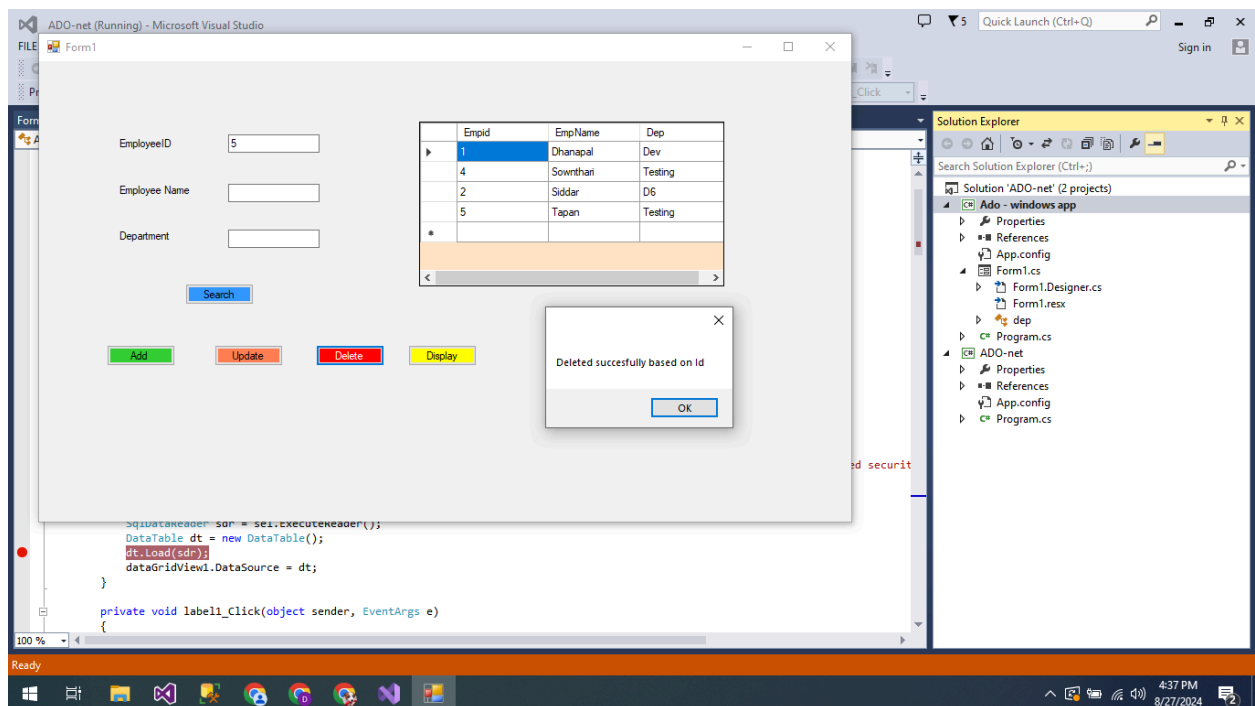 ADO-net (Running) - Microsoft Visual Studio
5
Quick Launch (Ctrl+Q)
FILE
Form1
Sign in
_Click
Solution Explorer
Search Solution Explorer (Ctrl+;)
Solution 'ADO-net' (2 projects)
C# Ado - windows app
Properties
References
App.config
Form1.cs
Form1.Designer.cs
Form1.resx
dep
C# Program.cs
C# ADO-net
Properties
References
App.config
C# Program.cs
EmployeeID 5
Employee Name
Department
Search
Add Update Delete Display
Empid EmpName Dep
1 Dhanapal Dev
4 Sownthari Testing
2 Siddar D6
5 Tapan Testing
Deleted succesfully based on Id
OK
ed securit
SqlDataReader sdr = sel.ExecuteReader();
DataTable dt = new DataTable();
dt.Load(sdr);
dataGridView1.DataSource = dt;
}
private void label1_Click(object sender, EventArgs e)
{
100 %
Ready
4:37 PM
8/27/2024
2